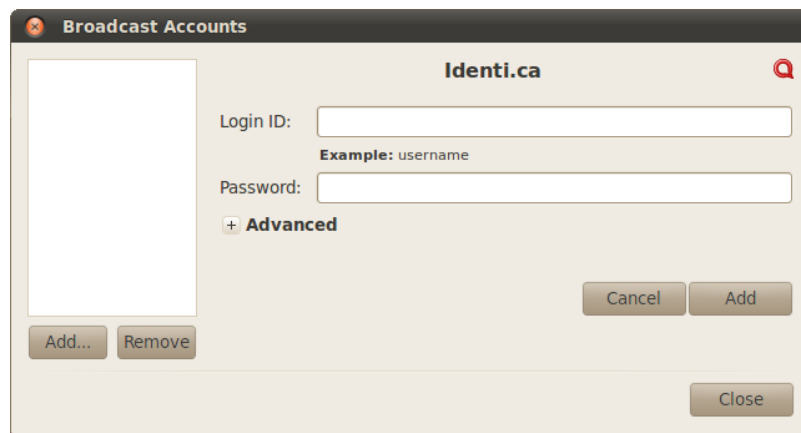 Broadcast Accounts
Identi.ca
Login ID:
Example: username
Password:
+ Advanced
Cancel Add
Add... Remove
Close